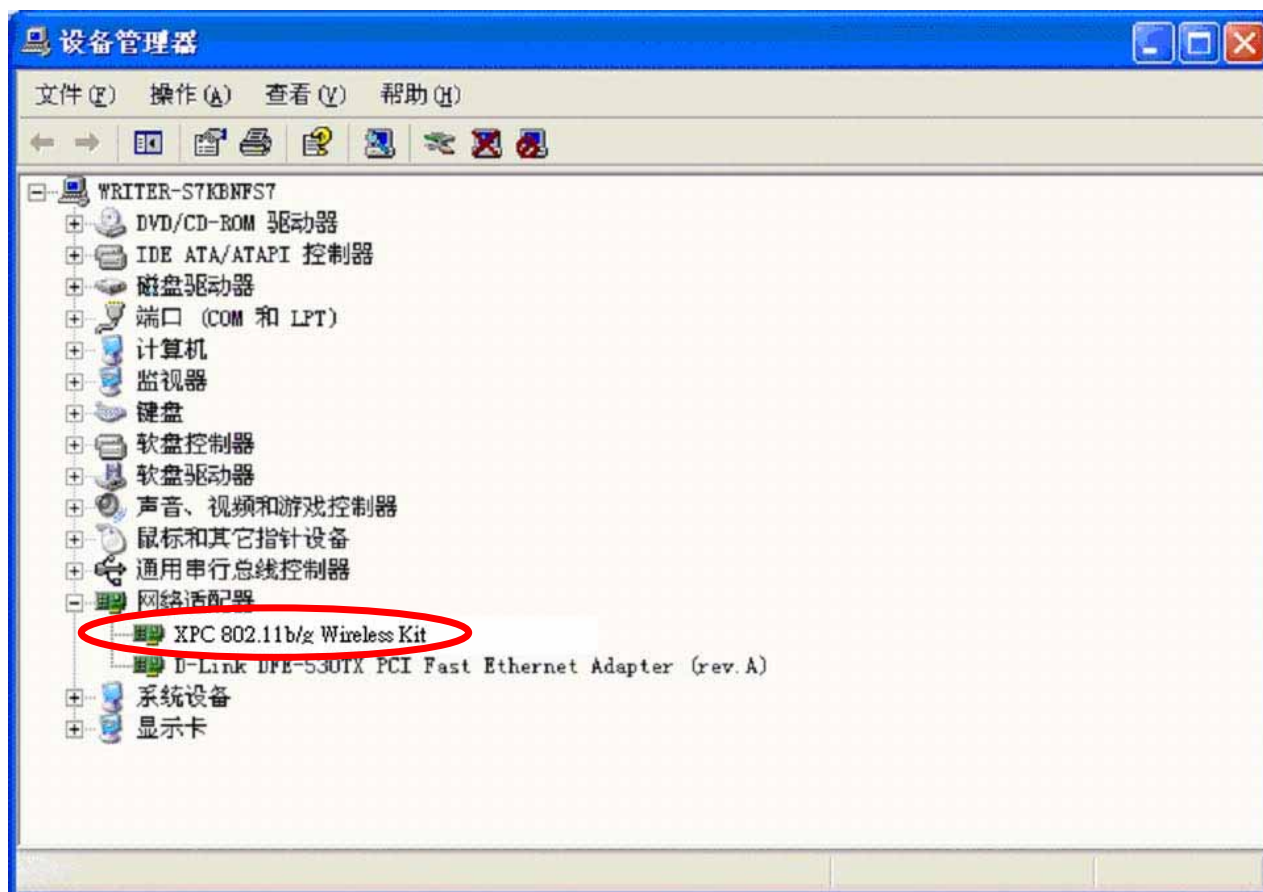 设备管理器
文件(F) 操作(A) 查看(V) 帮助(H)
WRITER-S7KBNFS7
DVD/CD-ROM 驱动器
IDE ATA/ATAPI 控制器
磁盘驱动器
端口 (COM 和 LPT)
计算机
监视器
键盘
软盘控制器
软盘驱动器
声音、视频和游戏控制器
鼠标和其它指针设备
通用串行总线控制器
网络适配器
XPC 802.11b/g Wireless Kit
D-Link DFE-530TX PCI Fast Ethernet Adapter (rev.A)
系统设备
显示卡